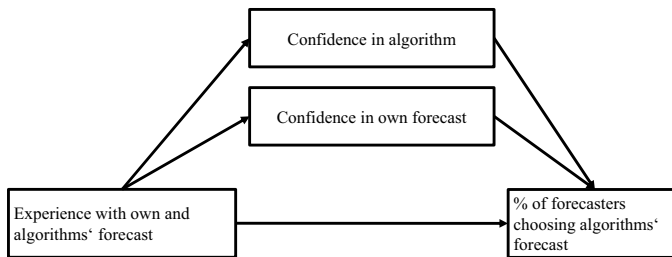 Confidence in algorithm
Confidence in own forecast
Experience with own and
algorithms‘ forecast
% of forecasters
choosing algorithms‘
forecast